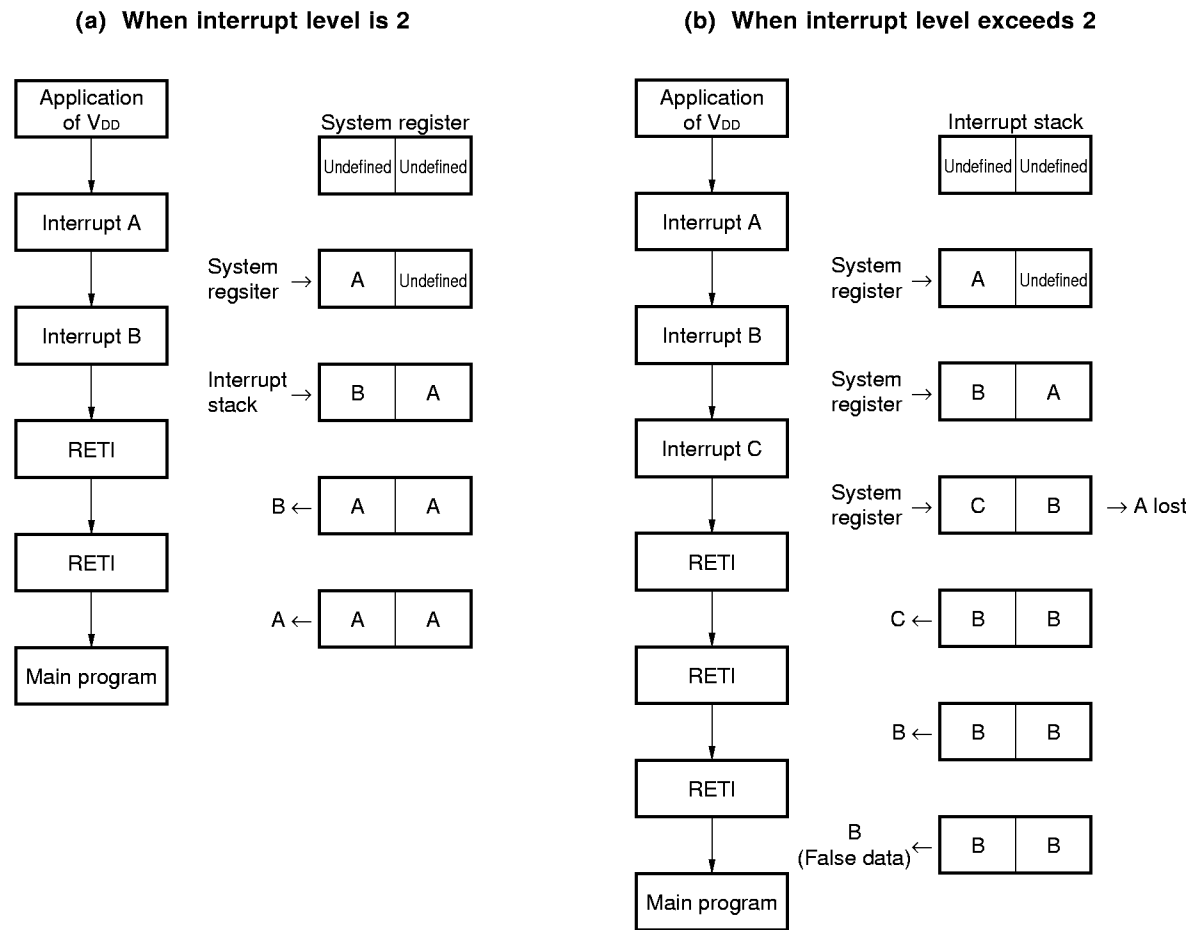 (a) When interrupt level is 2
Application
of VDD
System register
Undefined Undefined
Interrupt A
System
regsiter → A Undefined
Interrupt B
Interrupt
stack → B A
RETI
B ← A A
RETI
A ← A A
Main program
(b) When interrupt level exceeds 2
Application
of VDD
Interrupt stack
Undefined Undefined
Interrupt A
System
register → A Undefined
Interrupt B
System
register → B A
Interrupt C
System
register → C B → A lost
RETI
C ← B B
RETI
B ← B B
RETI
B
(False data) ← B B
Main program